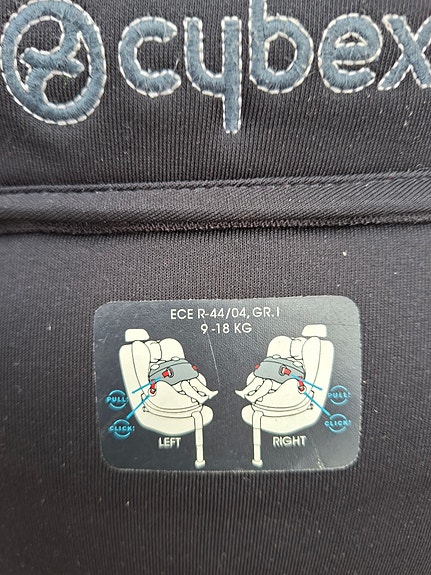 cybex
ECE R-44/04, GR. I
9-18 KG
PULL!
PULL!
CLICK!
CLICK!
LEFT
RIGHT